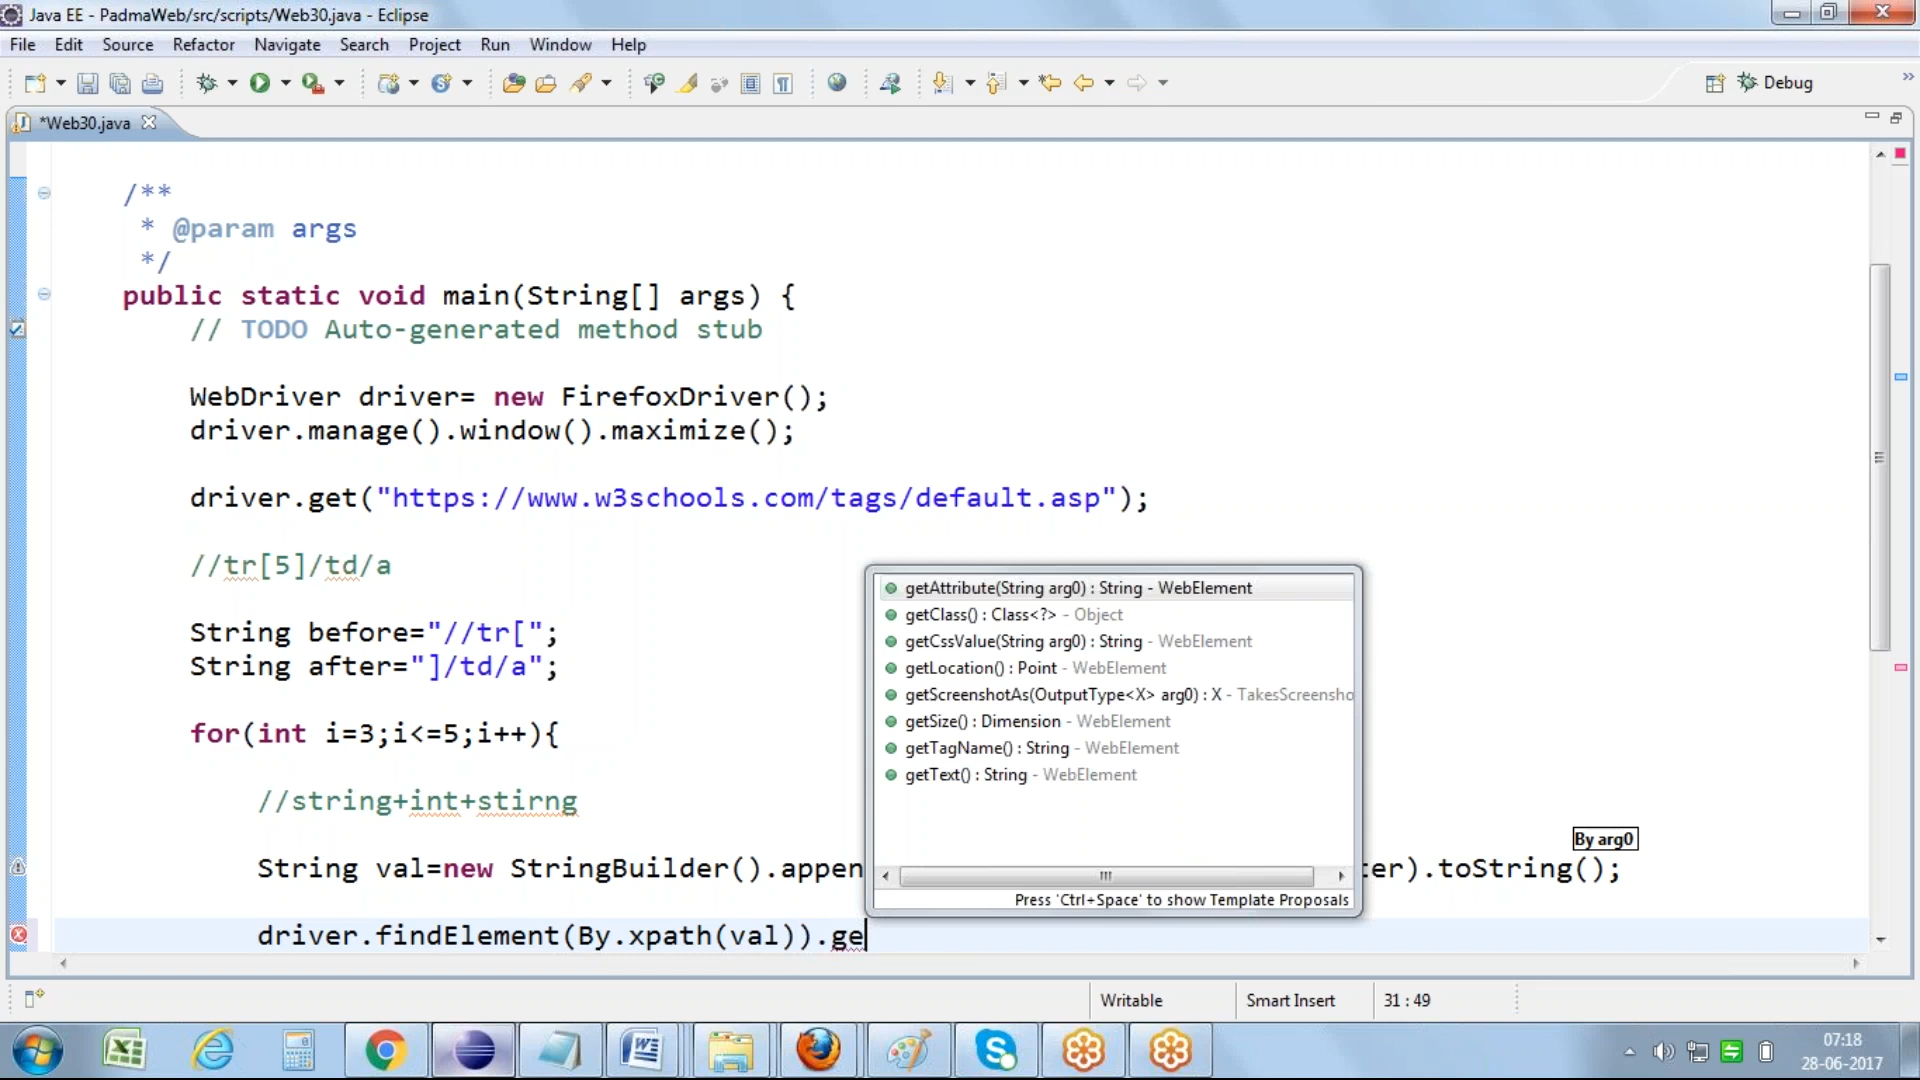 Java EE - PadmaWeb/src/scripts/Web30.java - Eclipse
File Edit Source Refactor Navigate Search Project Run Window Help
Debug
*Web30.java
/**
* @param args
*/
public static void main(String[] args) {
// TODO Auto-generated method stub
WebDriver driver= new FirefoxDriver();
driver.manage().window().maximize();
driver.get("https://www.w3schools.com/tags/default.asp");
//tr[5]/td/a
String before="//tr[";
String after="]/td/a";
for(int i=3;i<=5;i++){
//string+int+stirng
String val=new StringBuilder().appen
ter).toString();
driver.findElement(By.xpath(val)).ge
getAttribute(String arg0) : String - WebElement
getClass() : Class<?> - Object
getCssValue(String arg0) : String - WebElement
getLocation() : Point - WebElement
getScreenshotAs(OutputType<X> arg0) : X - TakesScreensho
getSize() : Dimension - WebElement
getTagName() : String - WebElement
getText() : String - WebElement
Press 'Ctrl+Space' to show Template Proposals
By arg0
Writable Smart Insert 31 : 49
07:18
28-06-2017